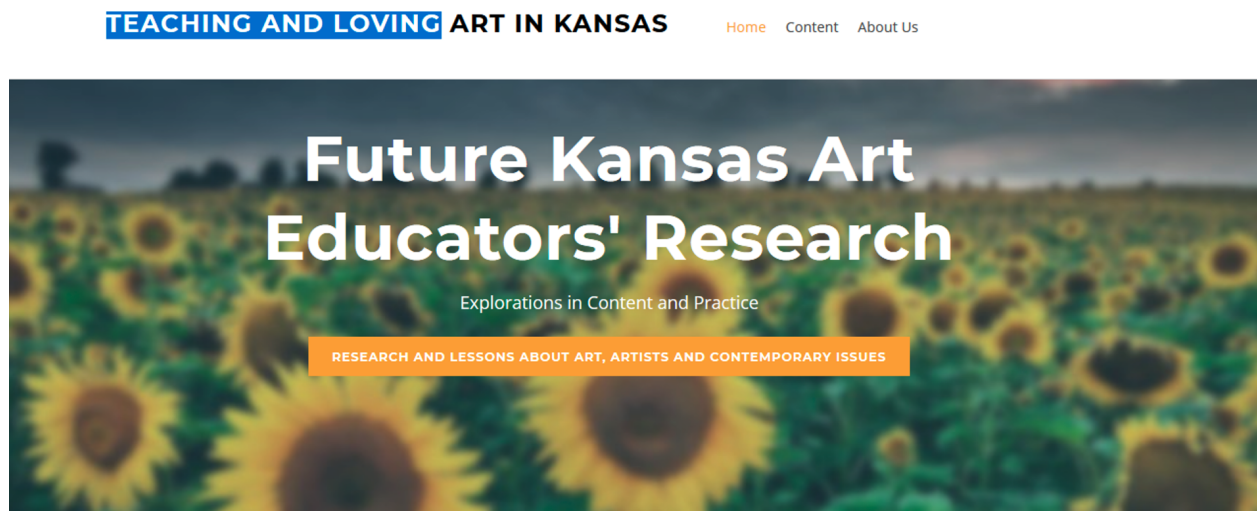 TEACHING AND LOVING ART IN KANSAS
Home Content About Us
Future Kansas Art
Educators' Research
Explorations in Content and Practice
RESEARCH AND LESSONS ABOUT ART, ARTISTS AND CONTEMPORARY ISSUES